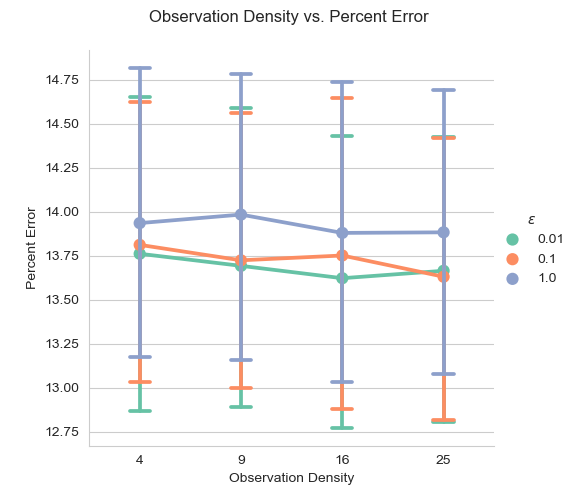 Observation Density vs. Percent Error
Percent Error
14.75
14.50
14.25
14.00
13.75
13.50
13.25
13.00
12.75
4 9 16 25
Observation Density
ε
0.01
0.1
1.0